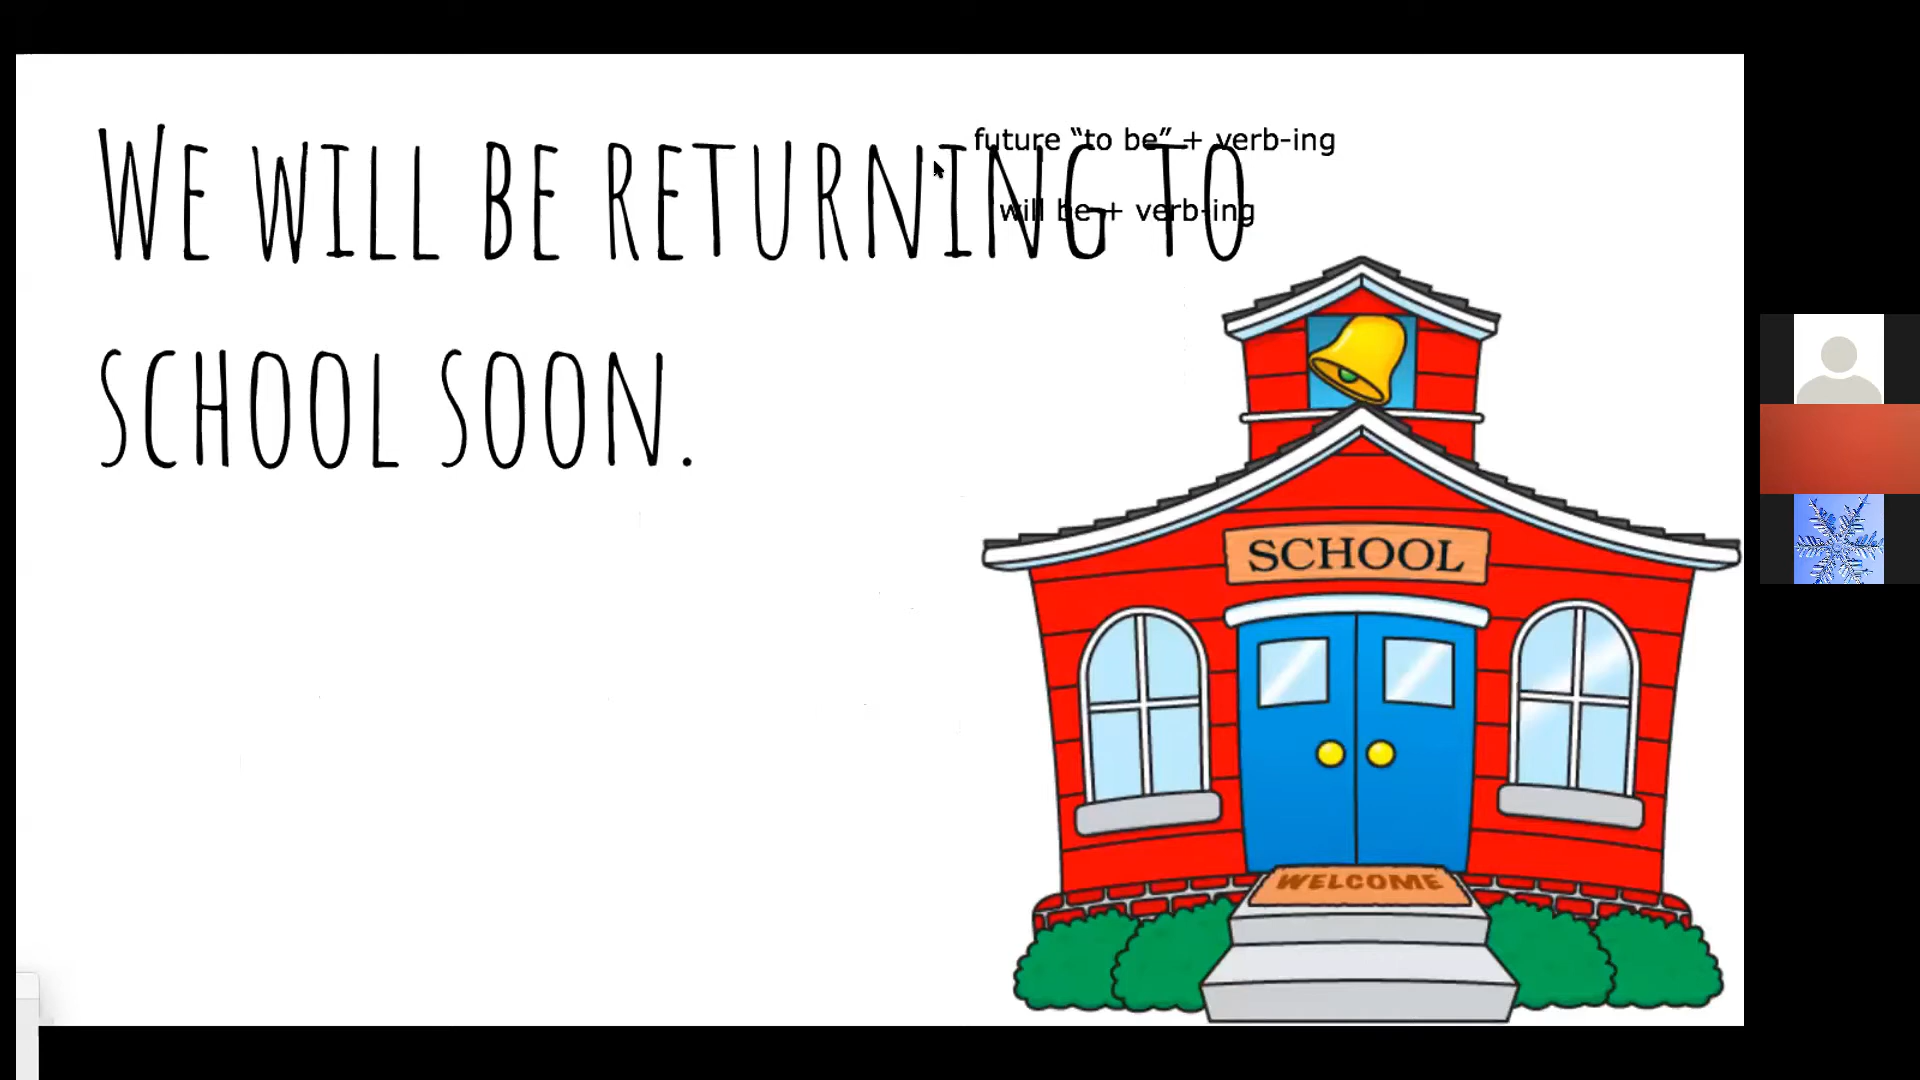 future “to be” + verb-ing
We will be returning to
will be + verb-ing
school soon.
SCHOOL
WELCOME